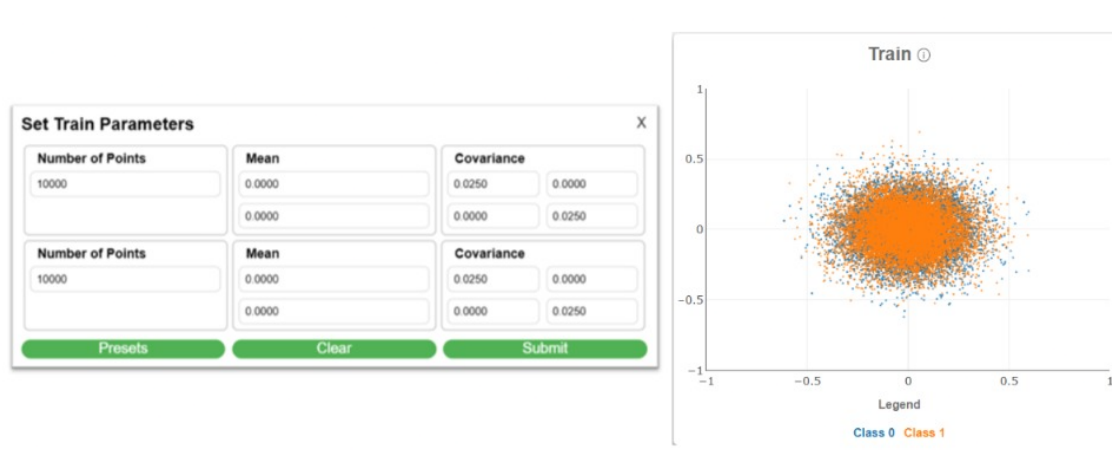 Set Train Parameters X
Number of Points Mean Covariance
10000 0.0000 0.0250 0.0000
0.0000 0.0000 0.0250
Number of Points Mean Covariance
10000 0.0000 0.0250 0.0000
0.0000 0.0000 0.0250
Presets Clear Submit
Train ⓘ
1
0.5
0
−0.5
−1
−1 −0.5 0 0.5 1
Legend
Class 0 Class 1